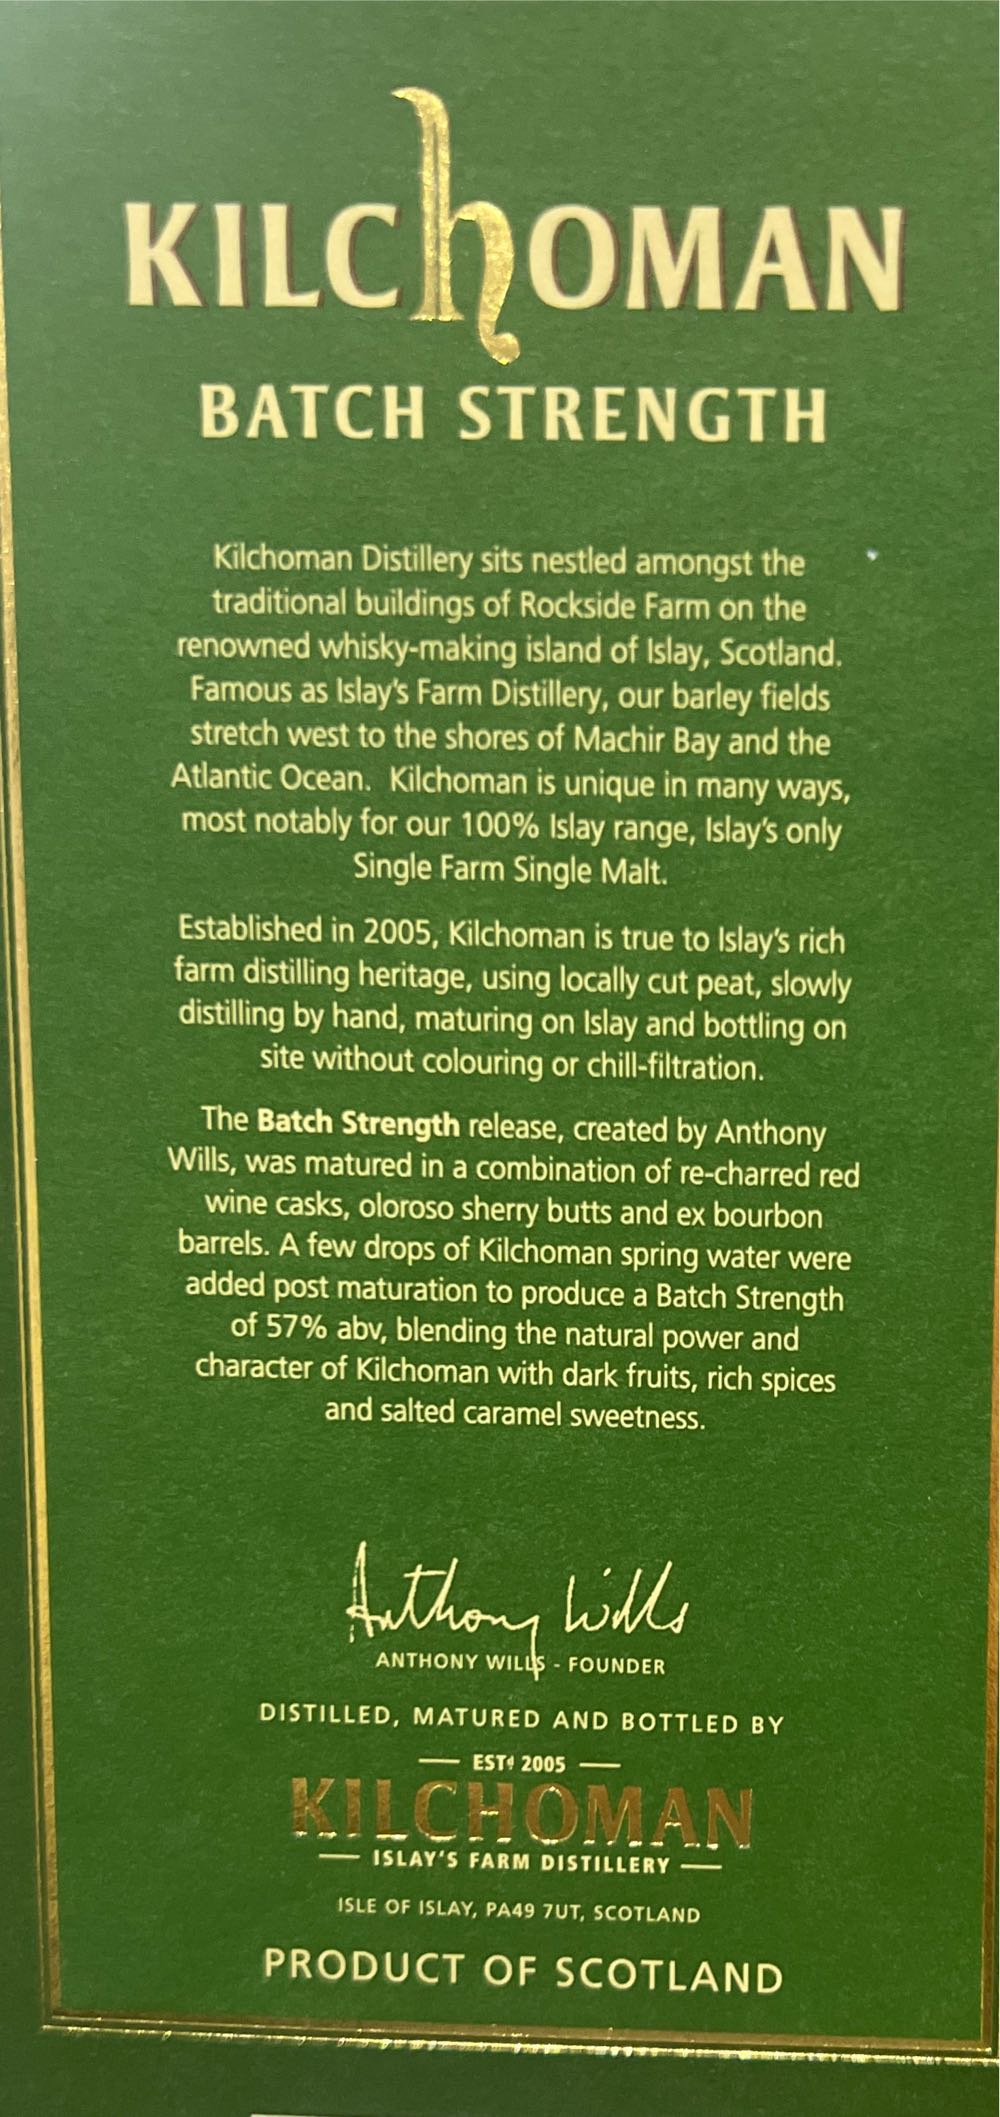 KILCHOMAN
BATCH STRENGTH
Kilchoman Distillery sits nestled amongst the
traditional buildings of Rockside Farm on the
renowned whisky-making island of Islay, Scotland.
Famous as Islay's Farm Distillery, our barley fields
stretch west to the shores of Machir Bay and the
Atlantic Ocean. Kilchoman is unique in many ways,
most notably for our 100% Islay range, Islay's only
Single Farm Single Malt.
Established in 2005, Kilchoman is true to Islay's rich
farm distilling heritage, using locally cut peat, slowly
distilling by hand, maturing on Islay and bottling on
site without colouring or chill-filtration.
The Batch Strength release, created by Anthony
Wills, was matured in a combination of re-charred red
wine casks, oloroso sherry butts and ex bourbon
barrels. A few drops of Kilchoman spring water were
added post maturation to produce a Batch Strength
of 57% abv, blending the natural power and
character of Kilchoman with dark fruits, rich spices
and salted caramel sweetness.
Anthony Wills
ANTHONY WILLS - FOUNDER
DISTILLED, MATURED AND BOTTLED BY
ESTd 2005
KILCHOMAN
ISLAY'S FARM DISTILLERY
ISLE OF ISLAY, PA49 7UT, SCOTLAND
PRODUCT OF SCOTLAND